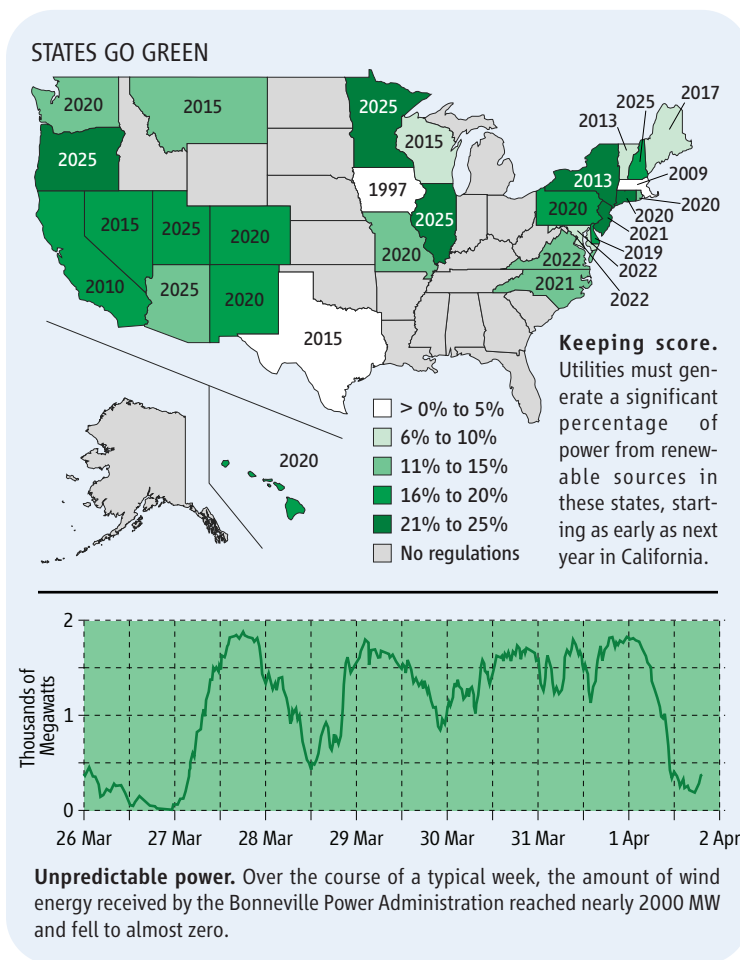 STATES GO GREEN
2020
2015
2025
2025
2015
1997
2025
2015
2025
2020
2010
2025
2020
2020
2015
2022
2021
2020
2013
2013
2025
2017
2009
2020
2020
2021
2019
2022
2022
2020
> 0% to 5%
6% to 10%
11% to 15%
16% to 20%
21% to 25%
No regulations
Keeping score.
Utilities must gen-
erate a significant
percentage of
power from renew-
able sources in
these states, start-
ing as early as next
year in California.
Thousands of
Megawatts
2
1
0
26 Mar 27 Mar 28 Mar 29 Mar 30 Mar 31 Mar 1 Apr 2 Apr
Unpredictable power. Over the course of a typical week, the amount of wind
energy received by the Bonneville Power Administration reached nearly 2000 MW
and fell to almost zero.